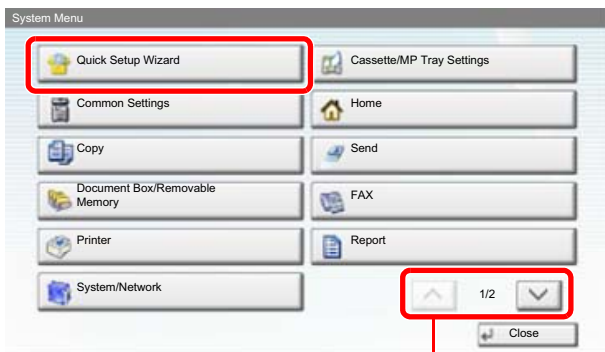 System Menu
Quick Setup Wizard
Cassette/MP Tray Settings
Common Settings
Home
Copy
Send
Document Box/Removable
Memory
FAX
Printer
Report
System/Network
1/2
Close